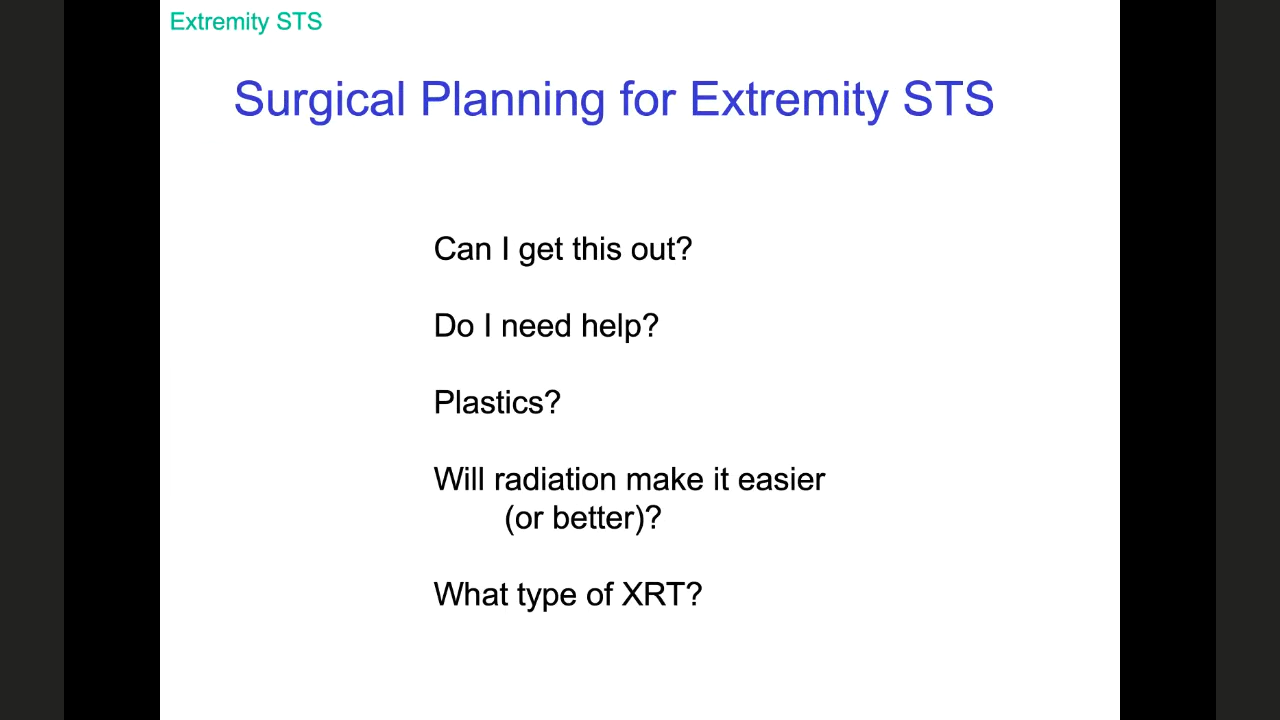 Extremity STS
Surgical Planning for Extremity STS
Can I get this out?
Do I need help?
Plastics?
Will radiation make it easier
(or better)?
What type of XRT?